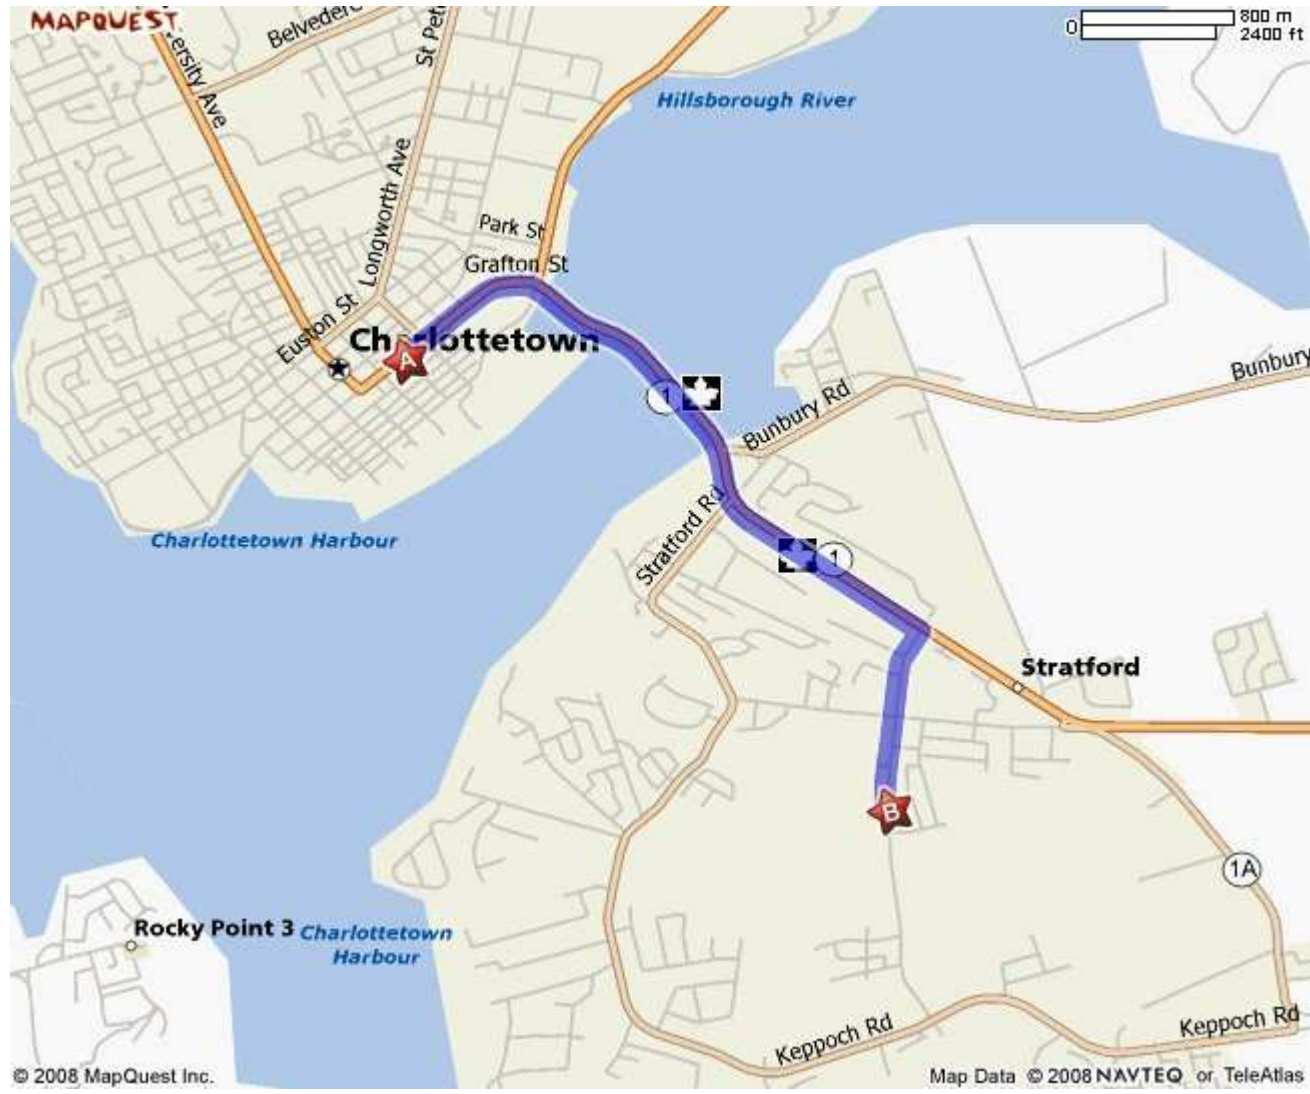 MAPQUEST
800 m
0
2400 ft
Belvedere
St Pet
ersity Ave
Hillsborough River
Longworth Ave
Park St
Grafton St
Euston St
Charlottetown
A
1
Bunbury
Bunbury Rd
Stratford Rd
Charlottetown Harbour
1
Stratford
B
1A
Rocky Point 3
Charlottetown
Harbour
Keppoch Rd
Keppoch Rd
© 2008 MapQuest Inc.
Map Data © 2008 NAVTEQ or TeleAtlas